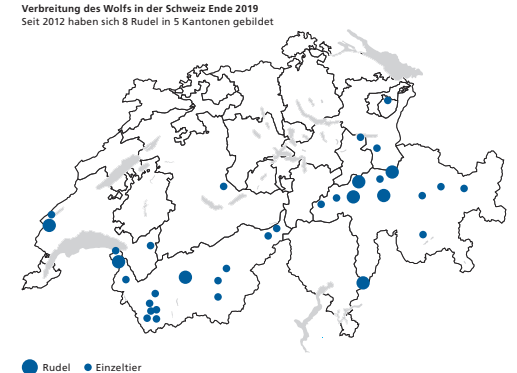 Verbreitung des Wolfs in der Schweiz Ende 2019
Seit 2012 haben sich 8 Rudel in 5 Kantonen gebildet
Rudel Einzeltier